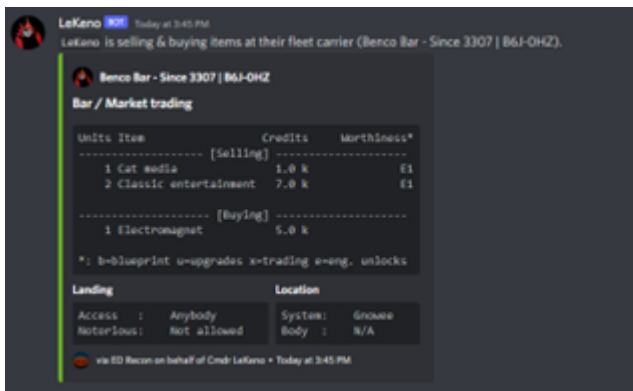 LeKeno BOT Today at 3:45 PM
LeKeno is selling & buying items at their fleet carrier (Benco Bar - Since 3307 | B6J-0HZ).
Benco Bar - Since 3307 | B6J-0HZ
Bar / Market trading
Units Item Credits Worthiness*
------------------- [Selling] --------------------
1 Cat media 1.0 k E1
2 Classic entertainment 7.0 k E1
-------------------- [Buying] --------------------
1 Electromagnet 5.0 k
*: b=blueprint u=upgrades x=trading e=eng. unlocks
Landing Location
Access : Anybody System: Gnowee
Notorious: Not allowed Body : N/A
via ED Recon on behalf of Cmdr LeKeno • Today at 3:45 PM